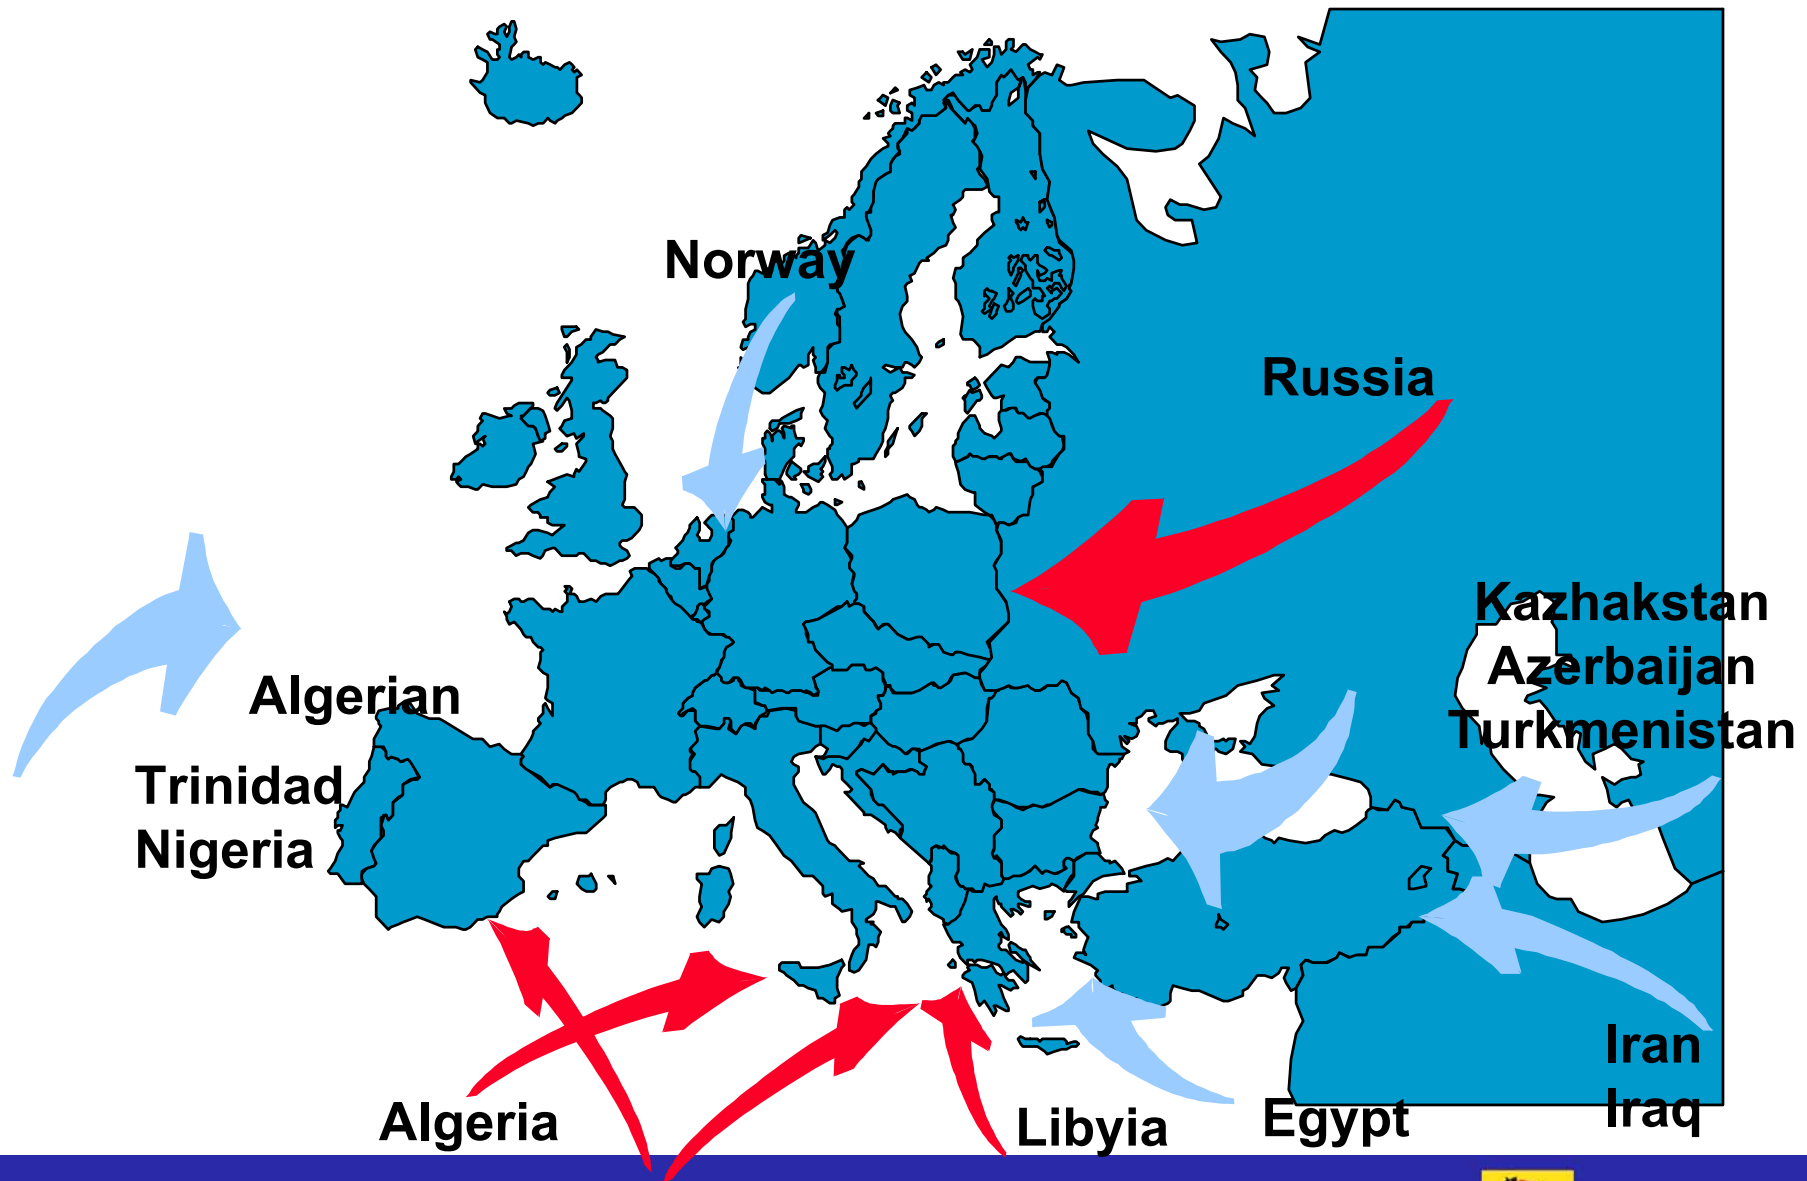 Norway
Russia
Kazhakstan
Azerbaijan
Turkmenistan
Algerian
Trinidad
Nigeria
Iran
Iraq
Algeria
Libyia
Egypt